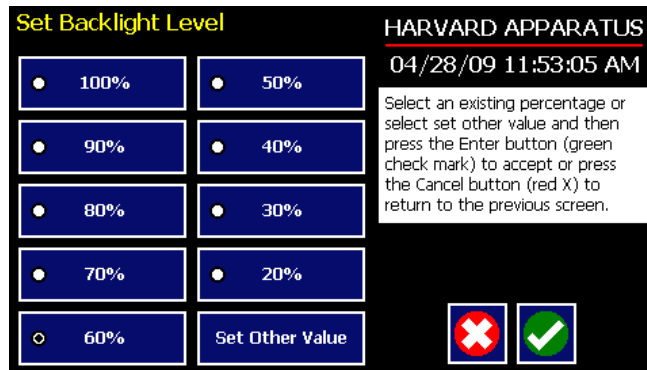 Set Backlight Level
100%
50%
90%
40%
80%
30%
70%
20%
60%
Set Other Value
HARVARD APPARATUS
04/28/09 11:53:05 AM
Select an existing percentage or
select set other value and then
press the Enter button (green
check mark) to accept or press
the Cancel button (red X) to
return to the previous screen.